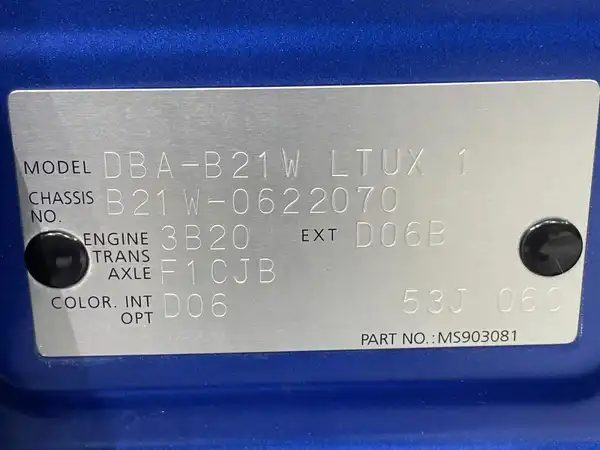 MODEL DBA-B21W LTUX 1
CHASSIS NO. B21W-0622070
ENGINE 3B20 EXT D06B
TRANS AXLE F1CJB
COLOR. INT D06 53J 060
OPT
PART NO.:MS903081